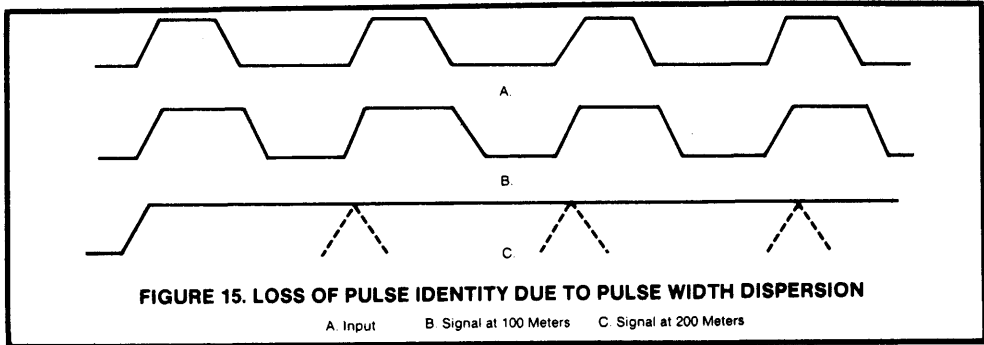 A.
B.
C.
FIGURE 15. LOSS OF PULSE IDENTITY DUE TO PULSE WIDTH DISPERSION
A. Input B. Signal at 100 Meters C. Signal at 200 Meters